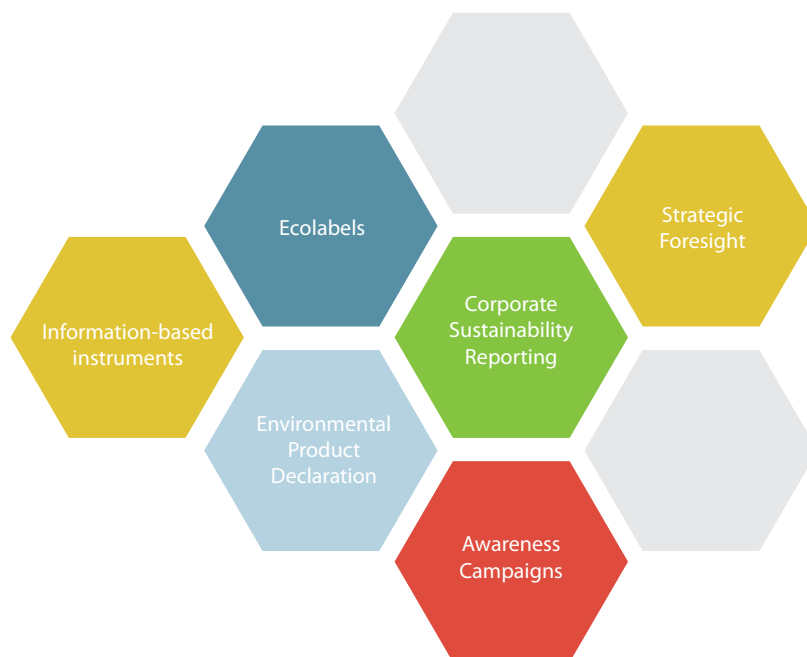 Ecolabels
Strategic
Foresight
Information-based
instruments
Corporate
Sustainability
Reporting
Environmental
Product
Declaration
Awareness
Campaigns